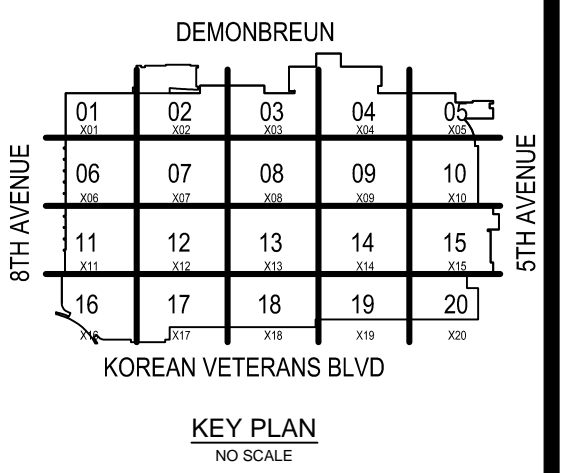 DEMONBREUN
01 02 03 04 05
X01 X02 X03 X04 X05
8TH AVENUE
5TH AVENUE
06 07 08 09 10
X06 X07 X08 X09 X10
11 12 13 14 15
X11 X12 X13 X14 X15
16 17 18 19 20
X16 X17 X18 X19 X20
KOREAN VETERANS BLVD
KEY PLAN
NO SCALE